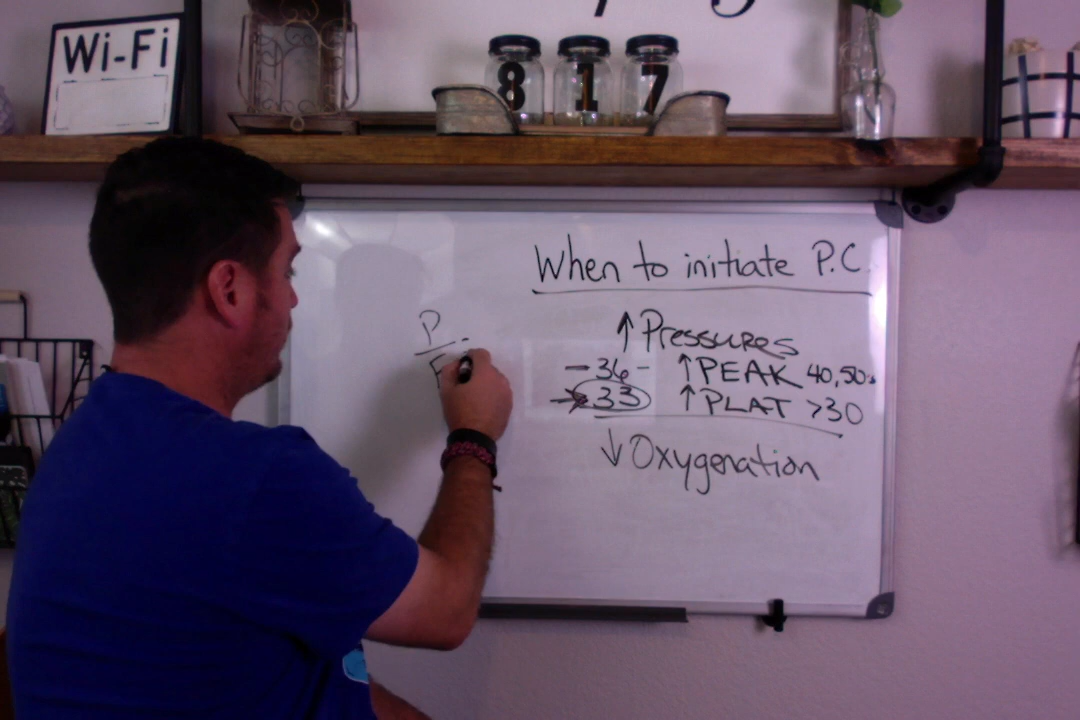 Wi-Fi
8 1 7
When to initiate P.C.
↑ Pressures
- 36 - ↑ PEAK 40,50s
33 ↑ PLAT >30
↓ Oxygenation
P
F